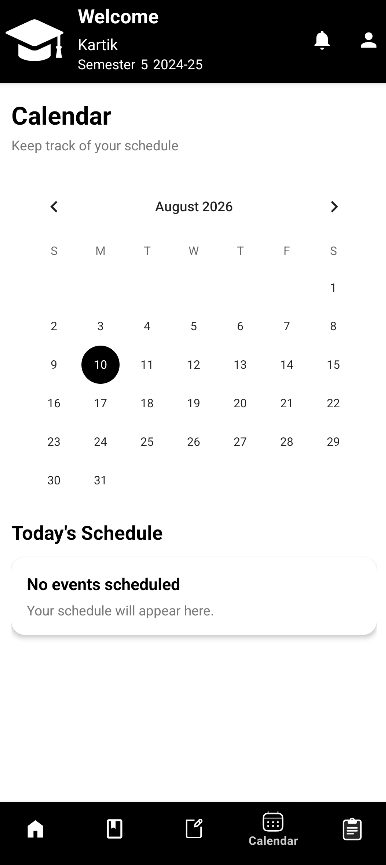 Welcome
Kartik
Semester 5 2024-25
Calendar
Keep track of your schedule
August 2026
S M T W T F S
1
2 3 4 5 6 7 8
9 10 11 12 13 14 15
16 17 18 19 20 21 22
23 24 25 26 27 28 29
30 31
Today's Schedule
No events scheduled
Your schedule will appear here.
Calendar